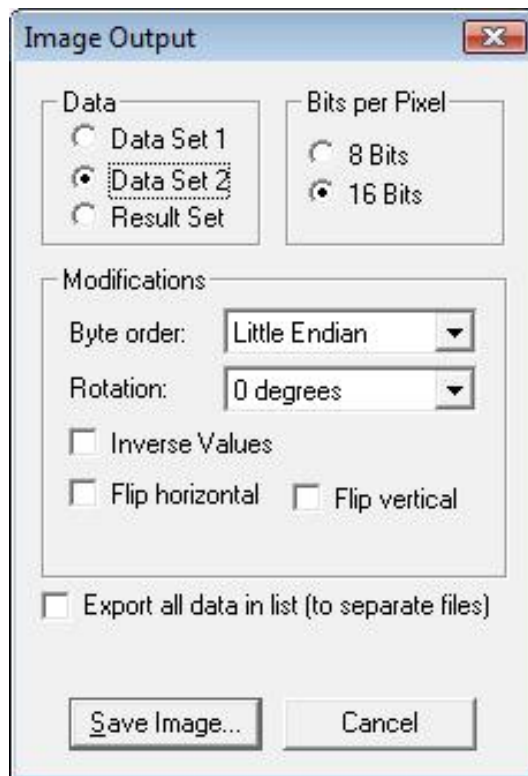 Image Output
Data
Data Set 1
Data Set 2
Result Set
Bits per Pixel
8 Bits
16 Bits
Modifications
Byte order: Little Endian
Rotation: 0 degrees
Inverse Values
Flip horizontal Flip vertical
Export all data in list (to separate files)
Save Image... Cancel